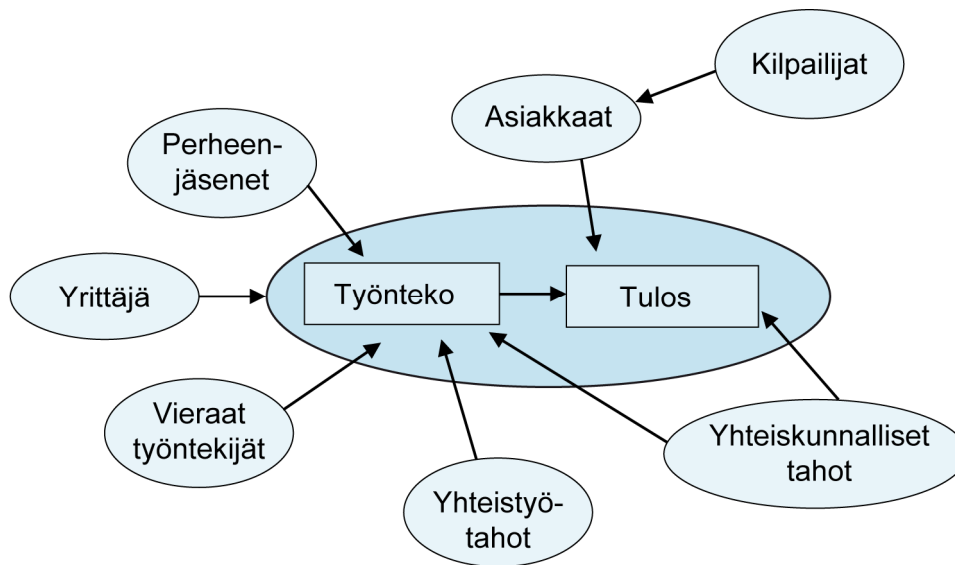 Kilpailijat
Asiakkaat
Perheen-
jäsenet
Yrittäjä
Työnteko
Tulos
Vieraat
työntekijät
Yhteistyö-
tahot
Yhteiskunnalliset
tahot